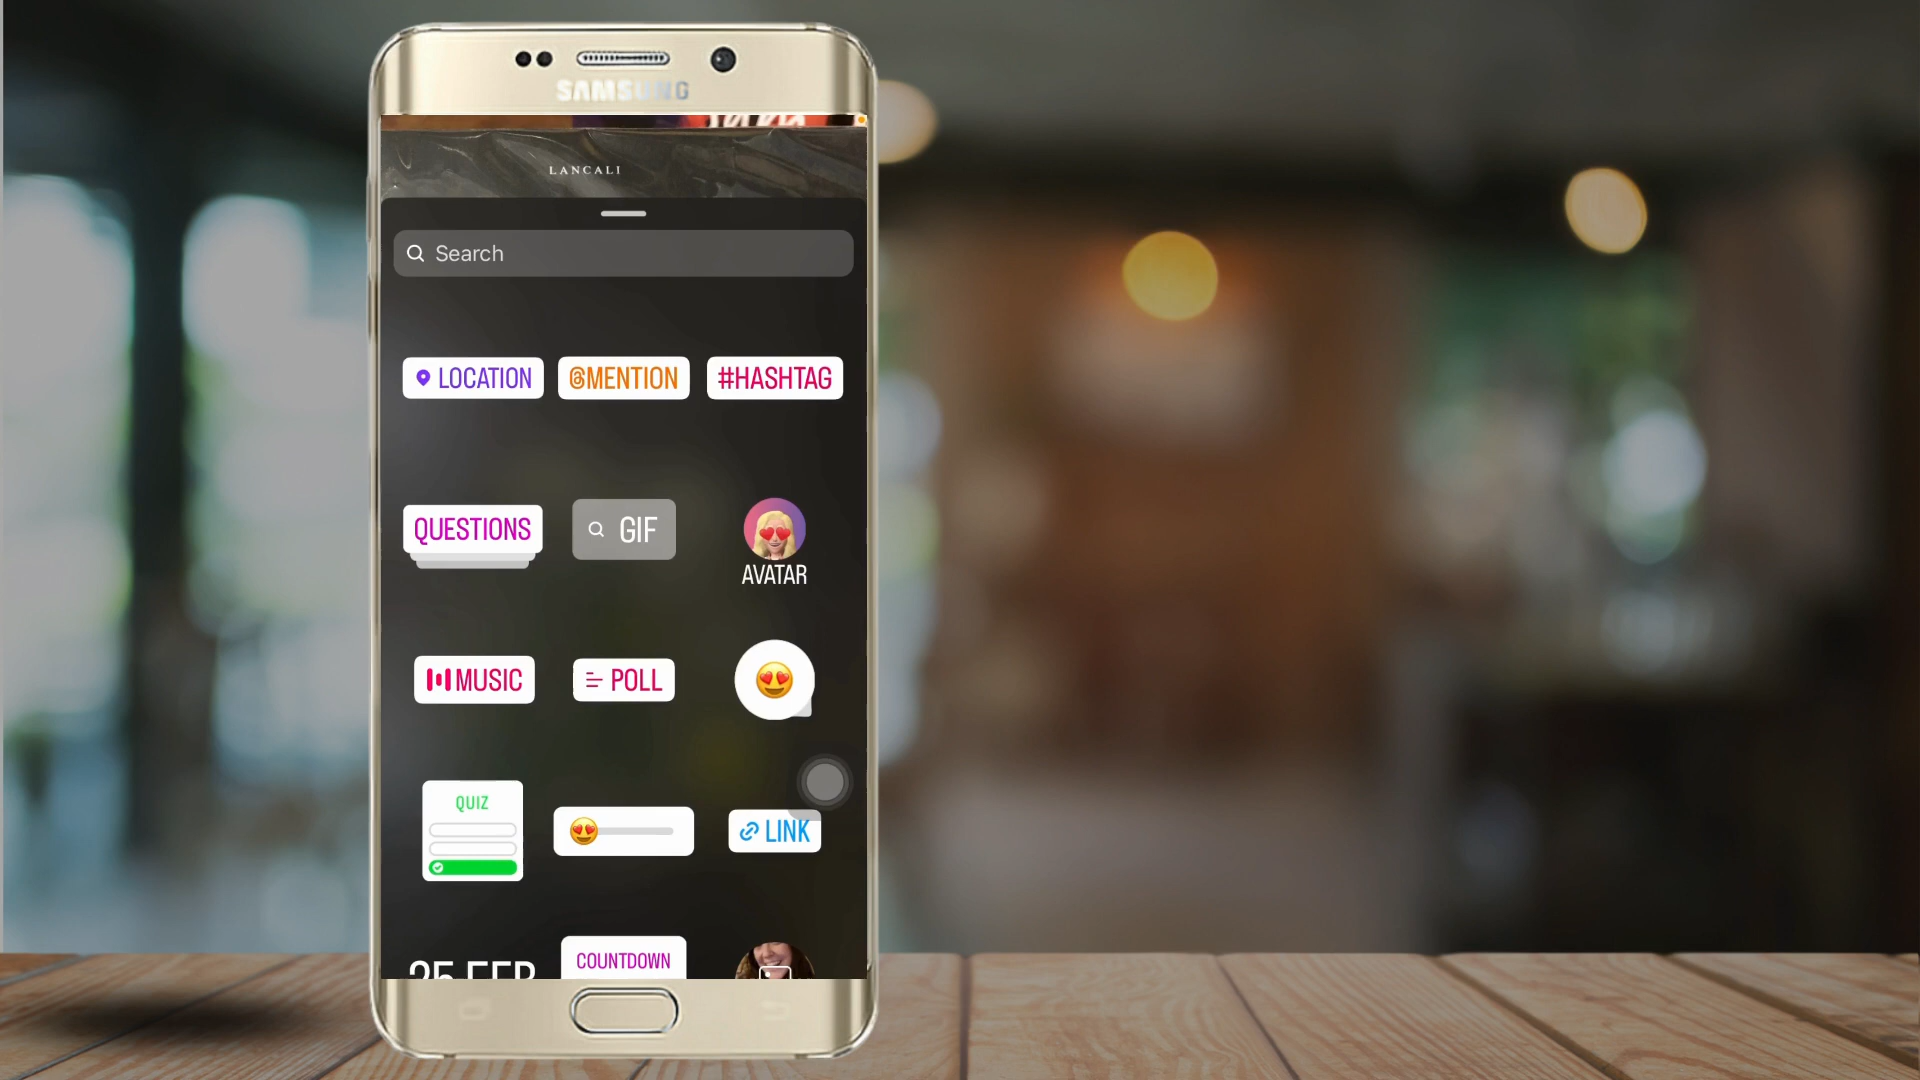 SAMSUNG
LANCALI
Search
LOCATION
@MENTION
#HASHTAG
QUESTIONS
GIF
AVATAR
MUSIC
POLL
QUIZ
LINK
COUNTDOWN